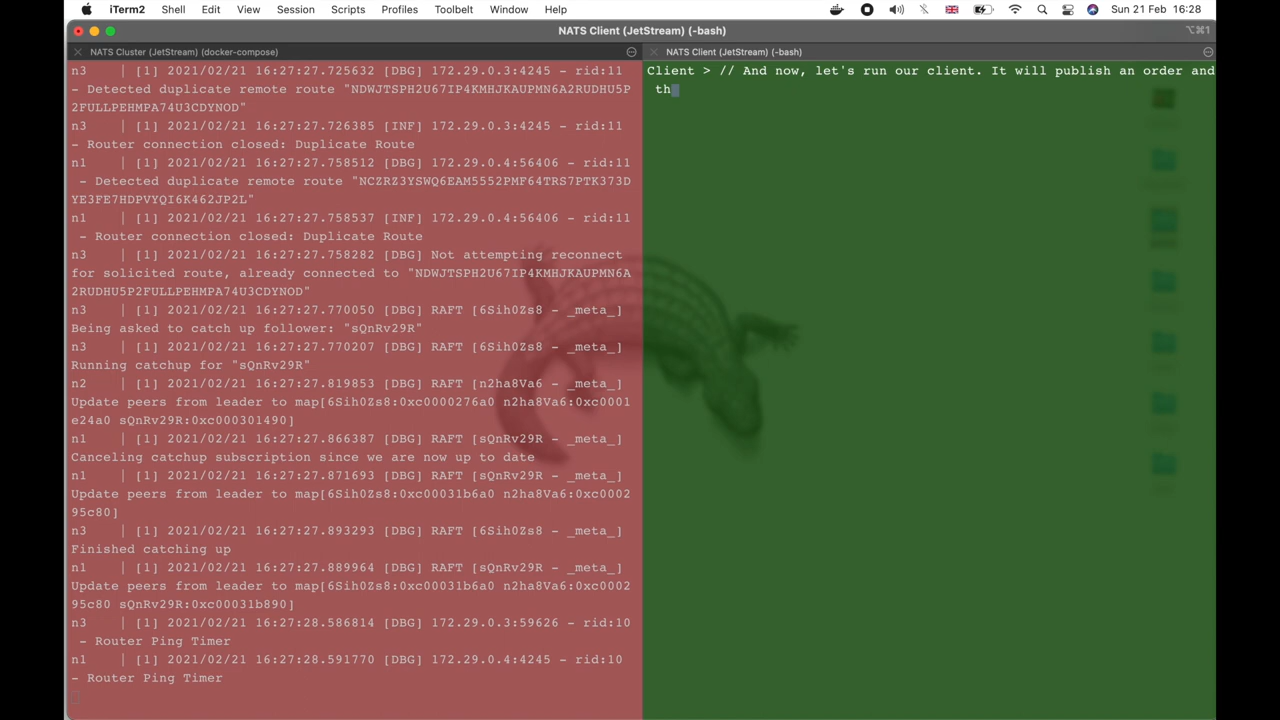 iTerm2 Shell Edit View Session Scripts Profiles Toolbelt Window Help Sun 21 Feb 16:28
NATS Client (JetStream) (-bash) ⌥⌘1
NATS Cluster (JetStream) (docker-compose) NATS Client (JetStream) (-bash)
n3 | [1] 2021/02/21 16:27:27.725632 [DBG] 172.29.0.3:4245 - rid:11
- Detected duplicate remote route "NDWJTSPH2U67IP4KMHJKAUPMN6A2RUDHU5P
2FULLPEHMPA74U3CDYNOD"
n3 | [1] 2021/02/21 16:27:27.726385 [INF] 172.29.0.3:4245 - rid:11
- Router connection closed: Duplicate Route
n1 | [1] 2021/02/21 16:27:27.758512 [DBG] 172.29.0.4:56406 - rid:11
- Detected duplicate remote route "NCZRZ3YSWQ6EAM5552PMF64TRS7PTK373D
YE3FE7HDPVYQI6K462JP2L"
n1 | [1] 2021/02/21 16:27:27.758537 [INF] 172.29.0.4:56406 - rid:11
- Router connection closed: Duplicate Route
n3 | [1] 2021/02/21 16:27:27.758282 [DBG] Not attempting reconnect
for solicited route, already connected to "NDWJTSPH2U67IP4KMHJKAUPMN6A
2RUDHU5P2FULLPEHMPA74U3CDYNOD"
n3 | [1] 2021/02/21 16:27:27.770050 [DBG] RAFT [6Sih0Zs8 - _meta_]
Being asked to catch up follower: "sQnRv29R"
n3 | [1] 2021/02/21 16:27:27.770207 [DBG] RAFT [6Sih0Zs8 - _meta_]
Running catchup for "sQnRv29R"
n2 | [1] 2021/02/21 16:27:27.819853 [DBG] RAFT [n2ha8Va6 - _meta_]
Update peers from leader to map[6Sih0Zs8:0xc0000276a0 n2ha8Va6:0xc0001
e24a0 sQnRv29R:0xc000301490]
n1 | [1] 2021/02/21 16:27:27.866387 [DBG] RAFT [sQnRv29R - _meta_]
Canceling catchup subscription since we are now up to date
n1 | [1] 2021/02/21 16:27:27.871693 [DBG] RAFT [sQnRv29R - _meta_]
Update peers from leader to map[6Sih0Zs8:0xc00031b6a0 n2ha8Va6:0xc0002
95c80]
n3 | [1] 2021/02/21 16:27:27.893293 [DBG] RAFT [6Sih0Zs8 - _meta_]
Finished catching up
n1 | [1] 2021/02/21 16:27:27.889964 [DBG] RAFT [sQnRv29R - _meta_]
Update peers from leader to map[6Sih0Zs8:0xc00031b6a0 n2ha8Va6:0xc0002
95c80 sQnRv29R:0xc00031b890]
n3 | [1] 2021/02/21 16:27:28.586814 [DBG] 172.29.0.3:59626 - rid:10
- Router Ping Timer
n1 | [1] 2021/02/21 16:27:28.591770 [DBG] 172.29.0.4:4245 - rid:10
- Router Ping Timer
Client > // And now, let's run our client. It will publish an order and
th